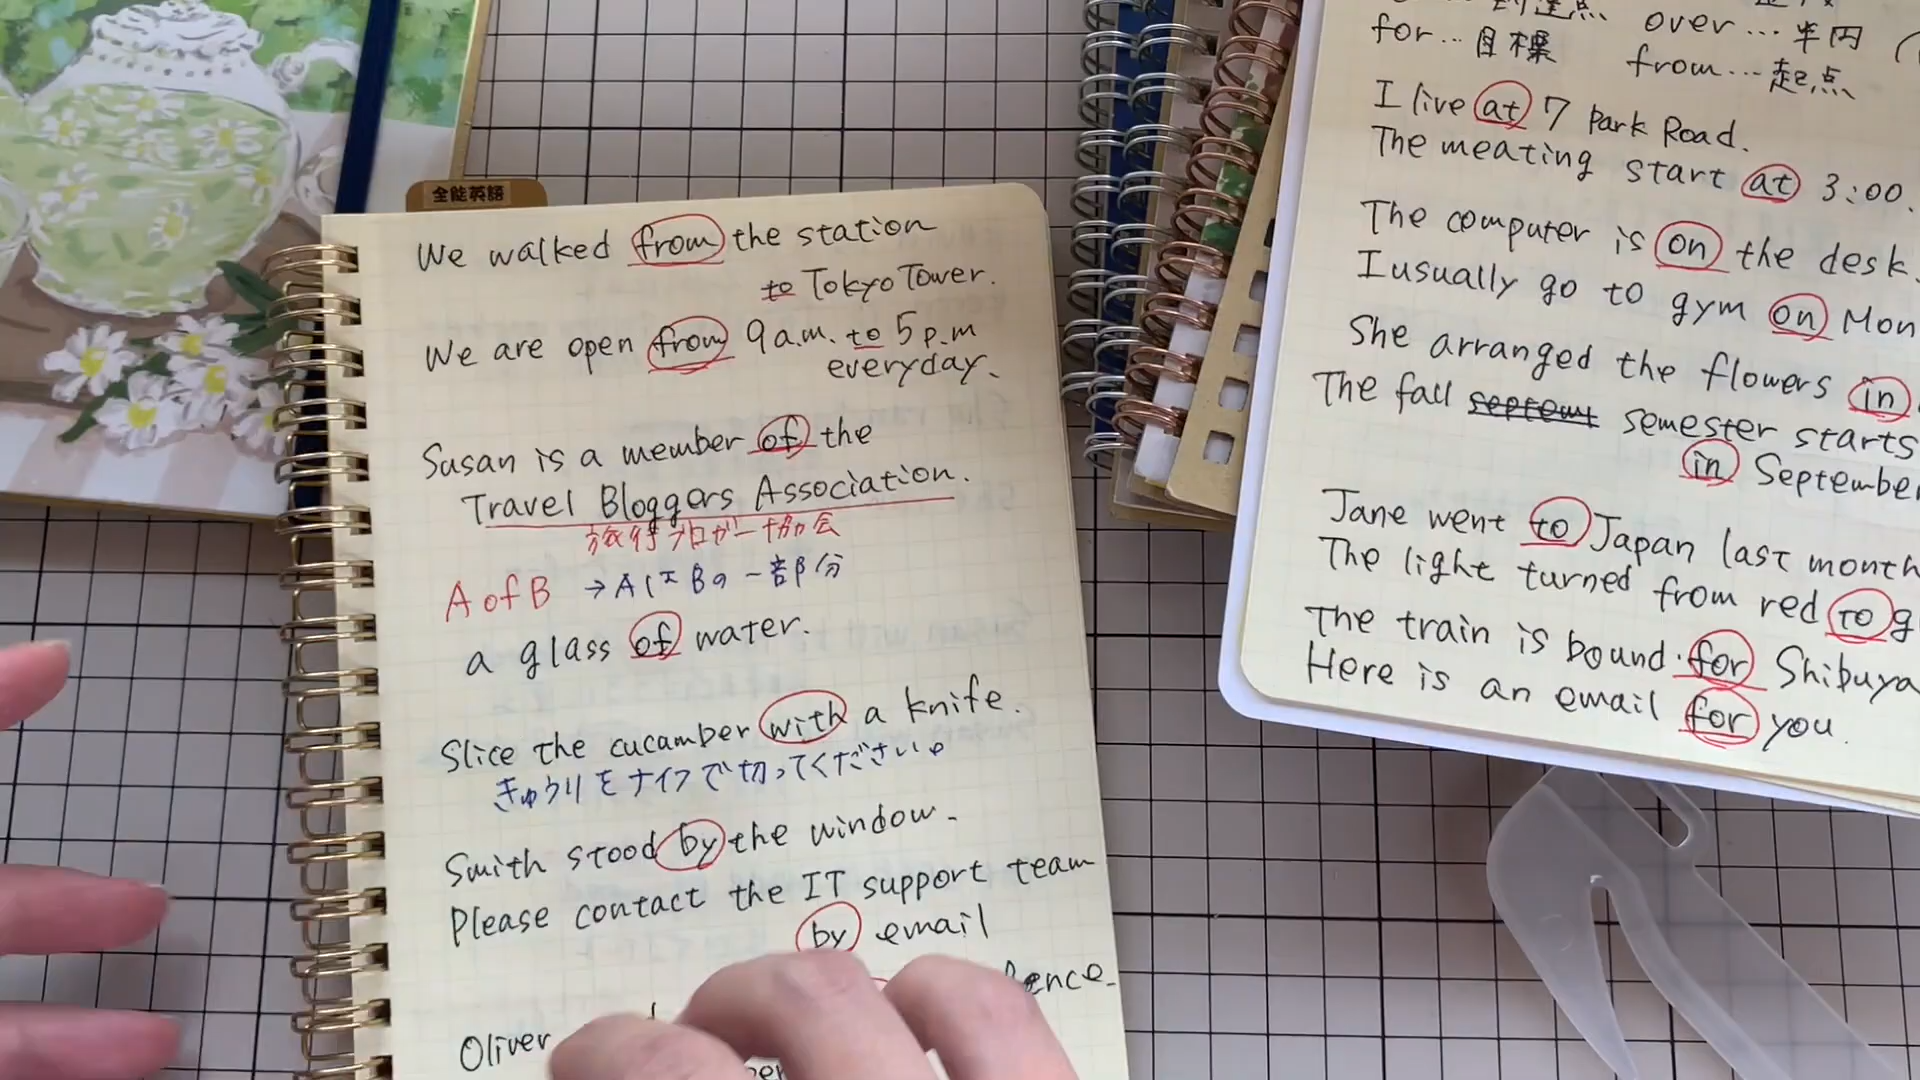 全能英語
We walked from the station
to Tokyo Tower.
We are open from 9a.m. to 5p.m
everyday.
Susan is a member of the
Travel Bloggers Association.
旅行ブロガー協会
A of B →AはBの一部分
a glass of water.
Slice the cucamber with a knife.
きゅうりをナイフで切ってください。
Smith stood by the window.
Please contact the IT support team
by email
Oliver
到達点 over…半円
for…目標 from…起点
I live at 7 Park Road.
The meating start at 3:00.
The computer is on the desk.
I usually go to gym on Mon
She arranged the flowers in
The fall semester starts
in September
Jane went to Japan last month
The light turned from red to g
The train is bound for Shibuya
Here is an email for you.